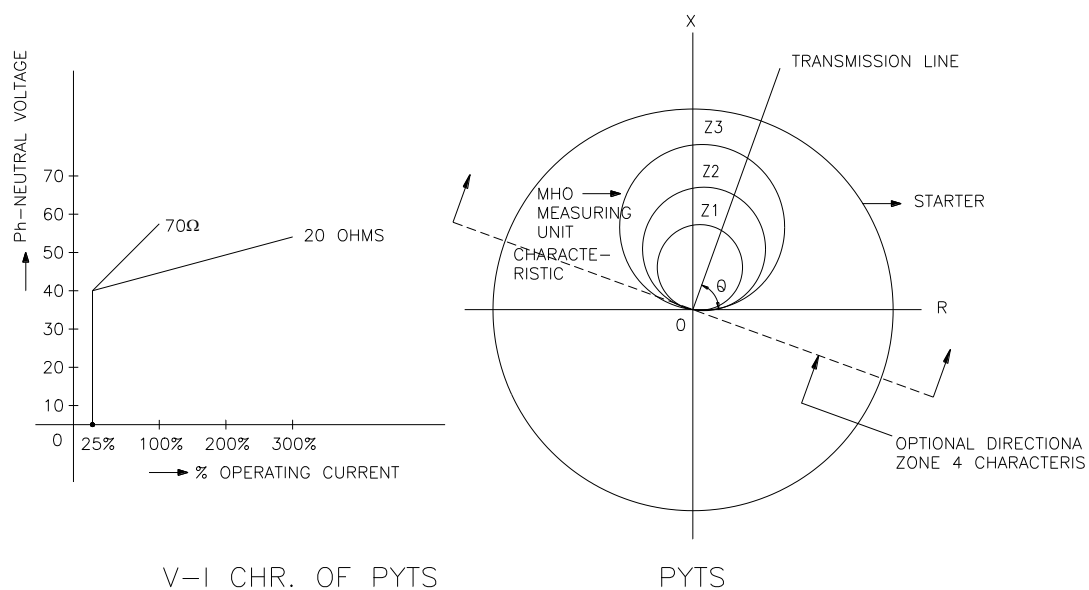 Ph-NEUTRAL VOLTAGE
70
60
50
40
30
20
10
0
25% 100% 200% 300%
% OPERATING CURRENT
70Ω
20 OHMS
V-I CHR. OF PYTS
X
TRANSMISSION LINE
Z3
Z2
Z1
MHO
MEASURING
UNIT
CHARACTE-
RISTIC
STARTER
Q
R
O
OPTIONAL DIRECTIONA
ZONE 4 CHARACTERIS
PYTS